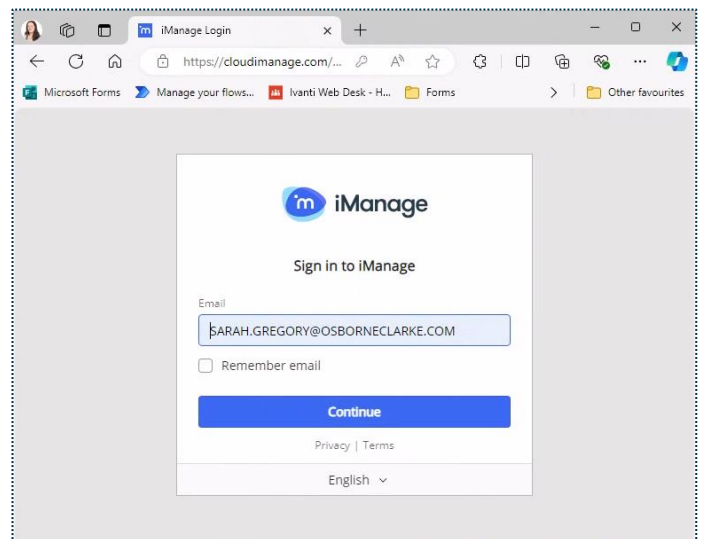 iManage Login
https://cloudimanage.com/...
Microsoft Forms Manage your flows... Ivanti Web Desk - H... Forms Other favourites
m iManage
Sign in to iManage
Email
SARAH.GREGORY@OSBORNECLARKE.COM
Remember email
Continue
Privacy | Terms
English